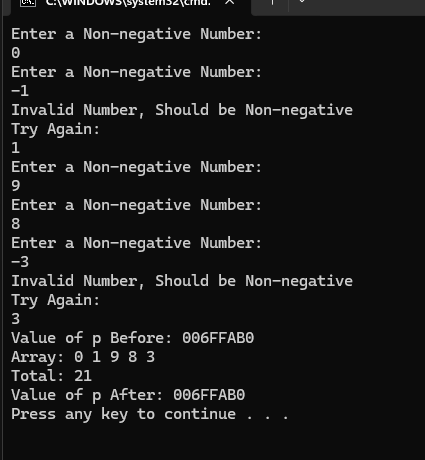 C:\WINDOWS\system32\cmd.
Enter a Non-negative Number:
0
Enter a Non-negative Number:
-1
Invalid Number, Should be Non-negative
Try Again:
1
Enter a Non-negative Number:
9
Enter a Non-negative Number:
8
Enter a Non-negative Number:
-3
Invalid Number, Should be Non-negative
Try Again:
3
Value of p Before: 006FFAB0
Array: 0 1 9 8 3
Total: 21
Value of p After: 006FFAB0
Press any key to continue . . .